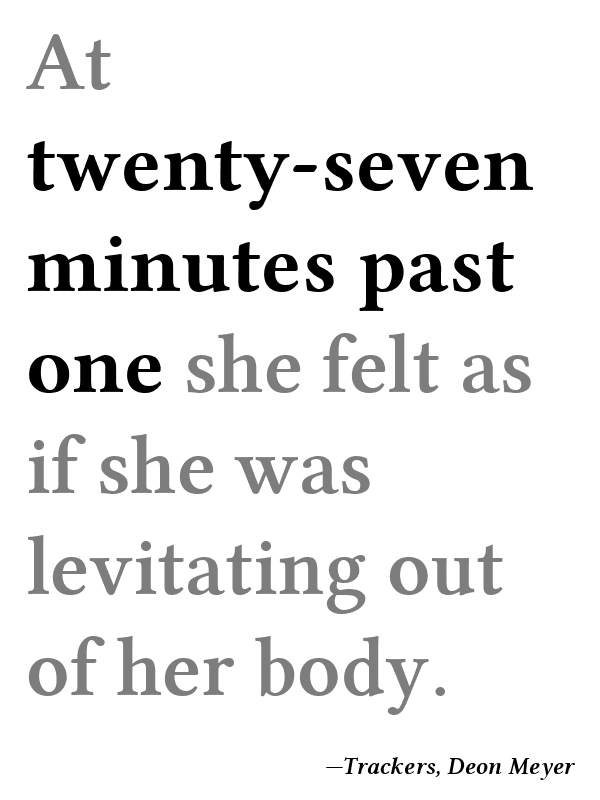 At
twenty-seven
minutes past
one she felt as
if she was
levitating out
of her body.
—Trackers, Deon Meyer